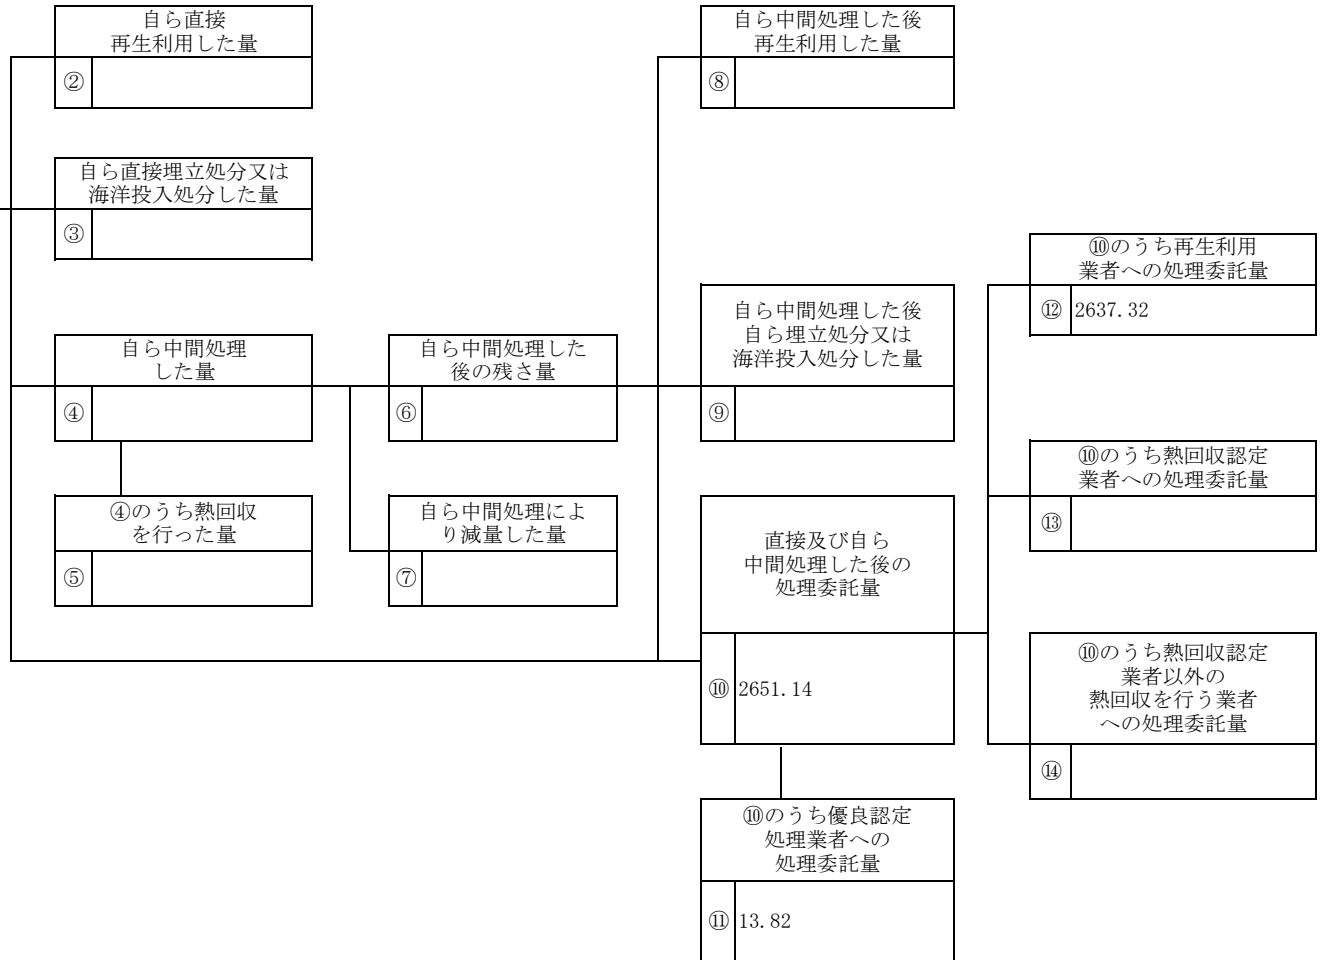 自ら直接
再生利用した量
②
自ら直接埋立処分又は
海洋投入処分した量
③
自ら中間処理
した量
④
④のうち熱回収
を行った量
⑤
自ら中間処理した
後の残さ量
⑥
自ら中間処理によ
り減量した量
⑦
自ら中間処理した後
再生利用した量
⑧
自ら中間処理した後
自ら埋立処分又は
海洋投入処分した量
⑨
直接及び自ら
中間処理した後の
処理委託量
⑩ 2651.14
⑩のうち優良認定
処理業者への
処理委託量
⑪ 13.82
⑩のうち再生利用
業者への処理委託量
⑫ 2637.32
⑩のうち熱回収認定
業者への処理委託量
⑬
⑩のうち熱回収認定
業者以外の
熱回収を行う業者
への処理委託量
⑭